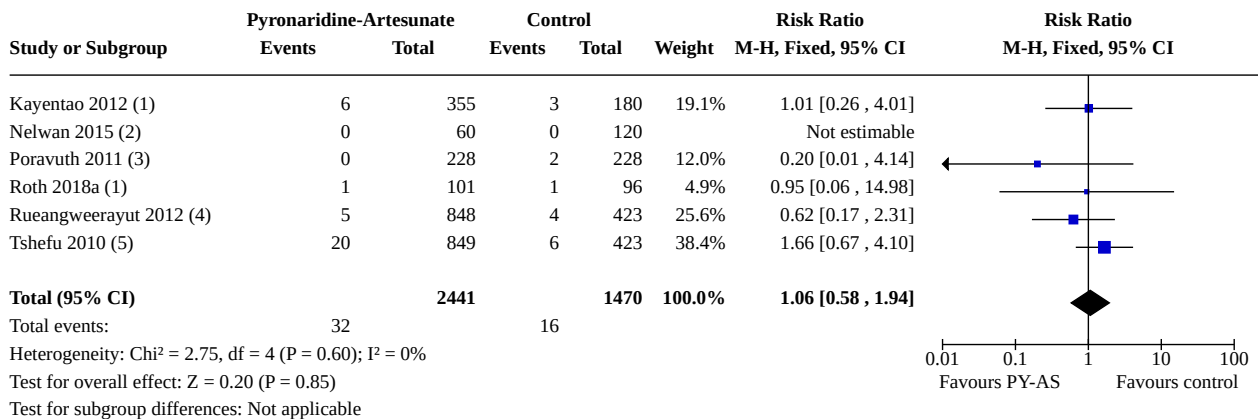 Pyronaridine-Artesunate Control Risk Ratio Risk Ratio
Study or Subgroup Events Total Events Total Weight M-H, Fixed, 95% CI M-H, Fixed, 95% CI
Kayentao 2012 (1) 6 355 3 180 19.1% 1.01 [0.26 , 4.01]
Nelwan 2015 (2) 0 60 0 120 Not estimable
Poravuth 2011 (3) 0 228 2 228 12.0% 0.20 [0.01 , 4.14]
Roth 2018a (1) 1 101 1 96 4.9% 0.95 [0.06 , 14.98]
Rueangweerayut 2012 (4) 5 848 4 423 25.6% 0.62 [0.17 , 2.31]
Tshefu 2010 (5) 20 849 6 423 38.4% 1.66 [0.67 , 4.10]
Total (95% CI) 2441 1470 100.0% 1.06 [0.58 , 1.94]
Total events: 32 16
Heterogeneity: Chi² = 2.75, df = 4 (P = 0.60); I² = 0%
0.01 0.1 1 10 100
Test for overall effect: Z = 0.20 (P = 0.85)
Favours PY-AS Favours control
Test for subgroup differences: Not applicable